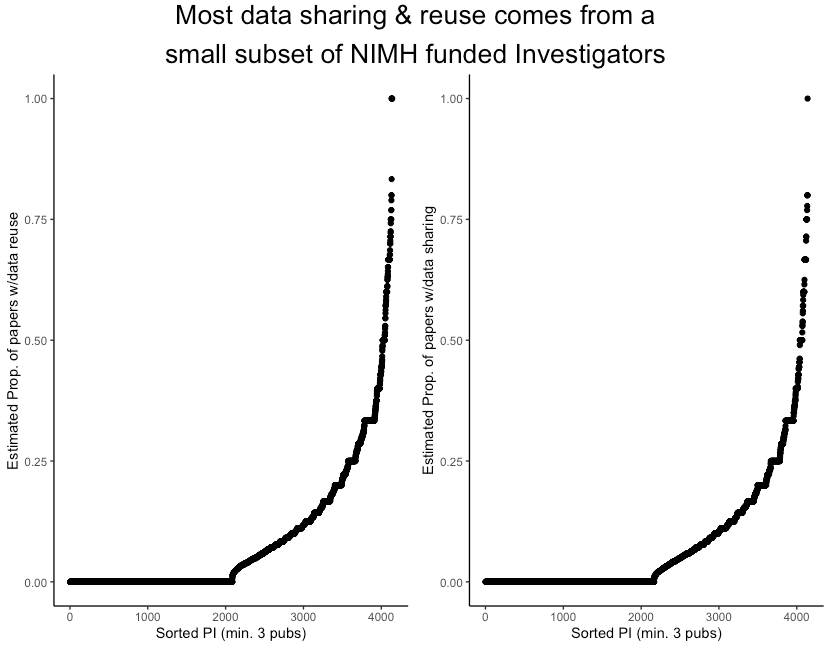 Most data sharing & reuse comes from a
small subset of NIMH funded Investigators
Estimated Prop. of papers w/data reuse
1.00
0.75
0.50
0.25
0.00
0 1000 2000 3000 4000
Sorted PI (min. 3 pubs)
Estimated Prop. of papers w/data sharing
1.00
0.75
0.50
0.25
0.00
0 1000 2000 3000 4000
Sorted PI (min. 3 pubs)